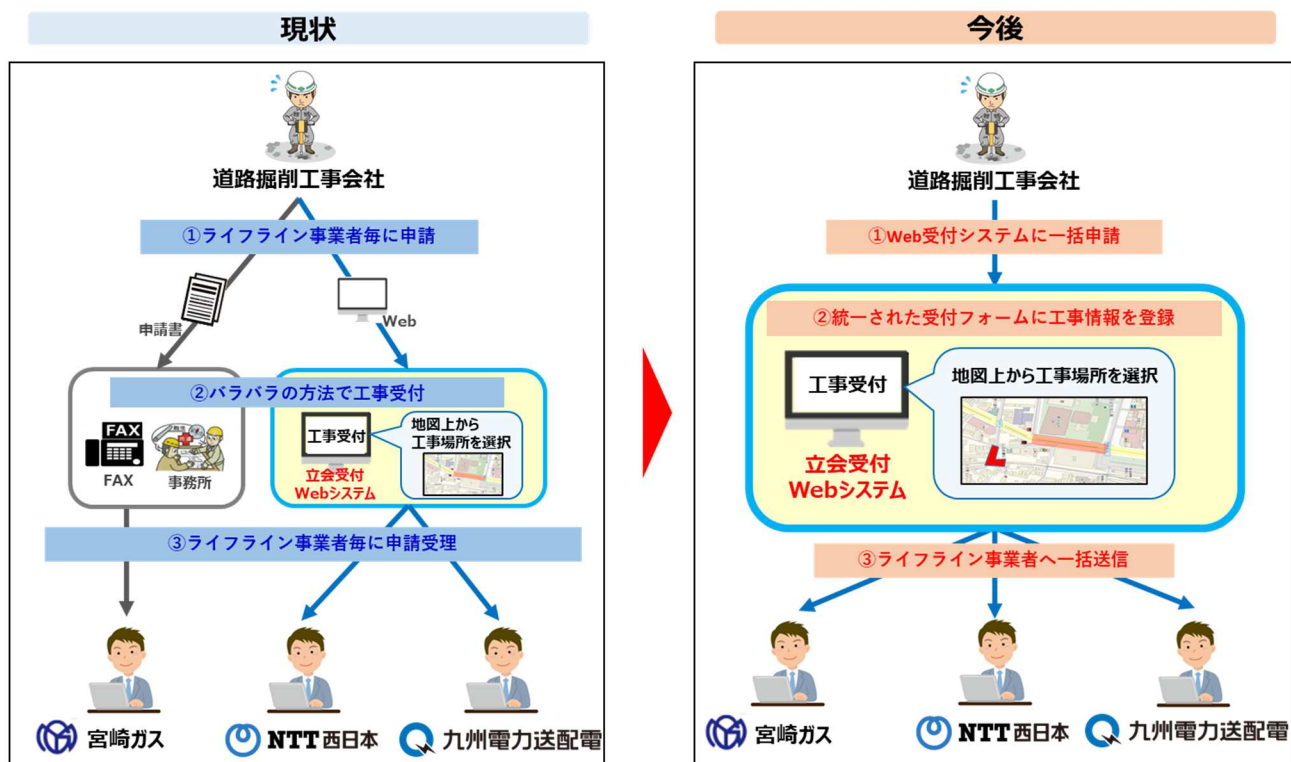 現状
道路掘削工事会社
①ライフライン事業者毎に申請
申請書
Web
②バラバラの方法で工事受付
FAX
FAX
事務所
工事受付
立会受付
Webシステム
地図上から
工事場所を選択
③ライフライン事業者毎に申請受理
宮崎ガス
NTT西日本
九州電力送配電
今後
道路掘削工事会社
①Web受付システムに一括申請
②統一された受付フォームに工事情報を登録
工事受付
立会受付
Webシステム
地図上から工事場所を選択
③ライフライン事業者へ一括送信
宮崎ガス
NTT西日本
九州電力送配電